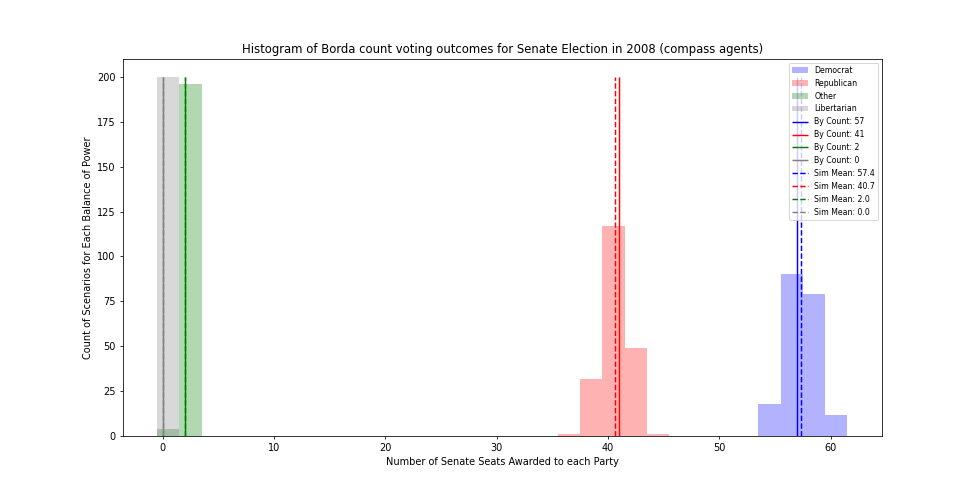 Histogram of Borda count voting outcomes for Senate Election in 2008 (compass agents)
Count of Scenarios for Each Balance of Power
200
175
150
125
100
75
50
25
0
0 10 20 30 40 50 60
Number of Senate Seats Awarded to each Party
Democrat
Republican
Other
Libertarian
By Count: 57
By Count: 41
By Count: 2
By Count: 0
Sim Mean: 57.4
Sim Mean: 40.7
Sim Mean: 2.0
Sim Mean: 0.0